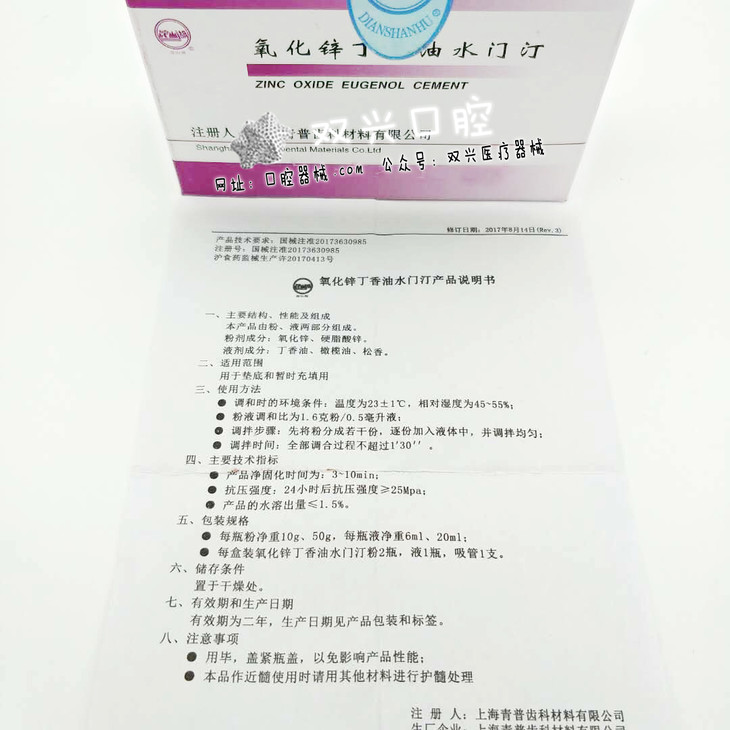 DIANSHANHU
氧化锌丁 油水门汀
ZINC OXIDE EUGENOL CEMENT
双兴口腔
注册人 青普齿科材料有限公司
Shangha Dental Materials Co.Ltd
网址:口腔器械.com 公众号:双兴医疗器械
修订日期:2017年8月14日(Rev.3)
产品技术要求:国械注准20173630985
注册号:国械注准20173630985
沪食药监械生产许20170413号
氧化锌丁香油水门汀产品说明书
一、主要结构、性能及组成
本产品由粉、液两部分组成。
粉剂成分:氧化锌、硬脂酸锌。
液剂成分:丁香油、橄榄油、松香。
二、适用范围
用于垫底和暂时充填用
三、使用方法
● 调和时的环境条件:温度为23±1℃,相对湿度为45~55%;
● 粉液调和比为1.6克粉/0.5毫升液;
● 调拌步骤:先将粉分成若干份,逐份加入液体中,并调拌均匀;
● 调拌时间:全部调合过程不超过1′30′′。
四、主要技术指标
● 产品净固化时间为:3~10min;
● 抗压强度:24小时后抗压强度≥25Mpa;
● 产品的水溶出量≤1.5%。
五、包装规格
● 每瓶粉净重10g、50g,每瓶液净重6ml、20ml;
● 每盒装氧化锌丁香油水门汀粉2瓶,液1瓶,吸管1支。
六、储存条件
置于干燥处。
七、有效期和生产日期
有效期为二年,生产日期见产品包装和标签。
八、注意事项
● 用毕,盖紧瓶盖,以免影响产品性能;
● 本品作近髓使用时请用其他材料进行护髓处理
注 册 人:上海青普齿科材料有限公司
生产企业:上海青普齿科材料有限公司